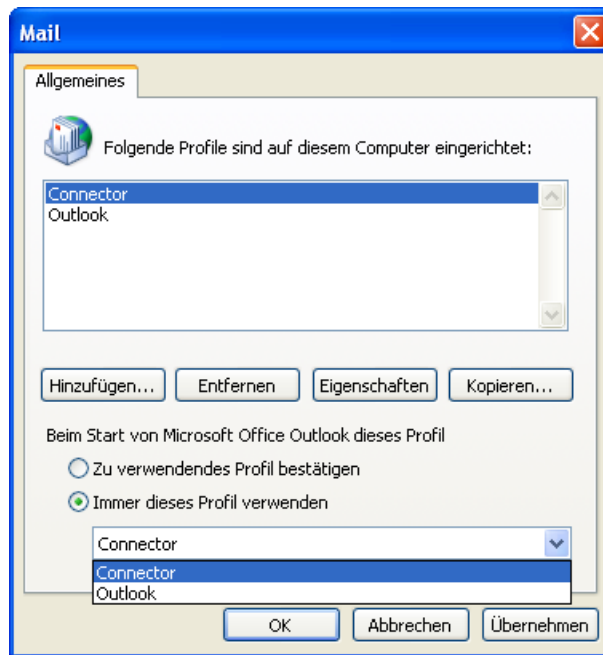 Mail
Allgemeines
Folgende Profile sind auf diesem Computer eingerichtet:
Connector
Outlook
Hinzufügen... Entfernen Eigenschaften Kopieren...
Beim Start von Microsoft Office Outlook dieses Profil
Zu verwendendes Profil bestätigen
Immer dieses Profil verwenden
Connector
Connector
Outlook
OK Abbrechen Übernehmen